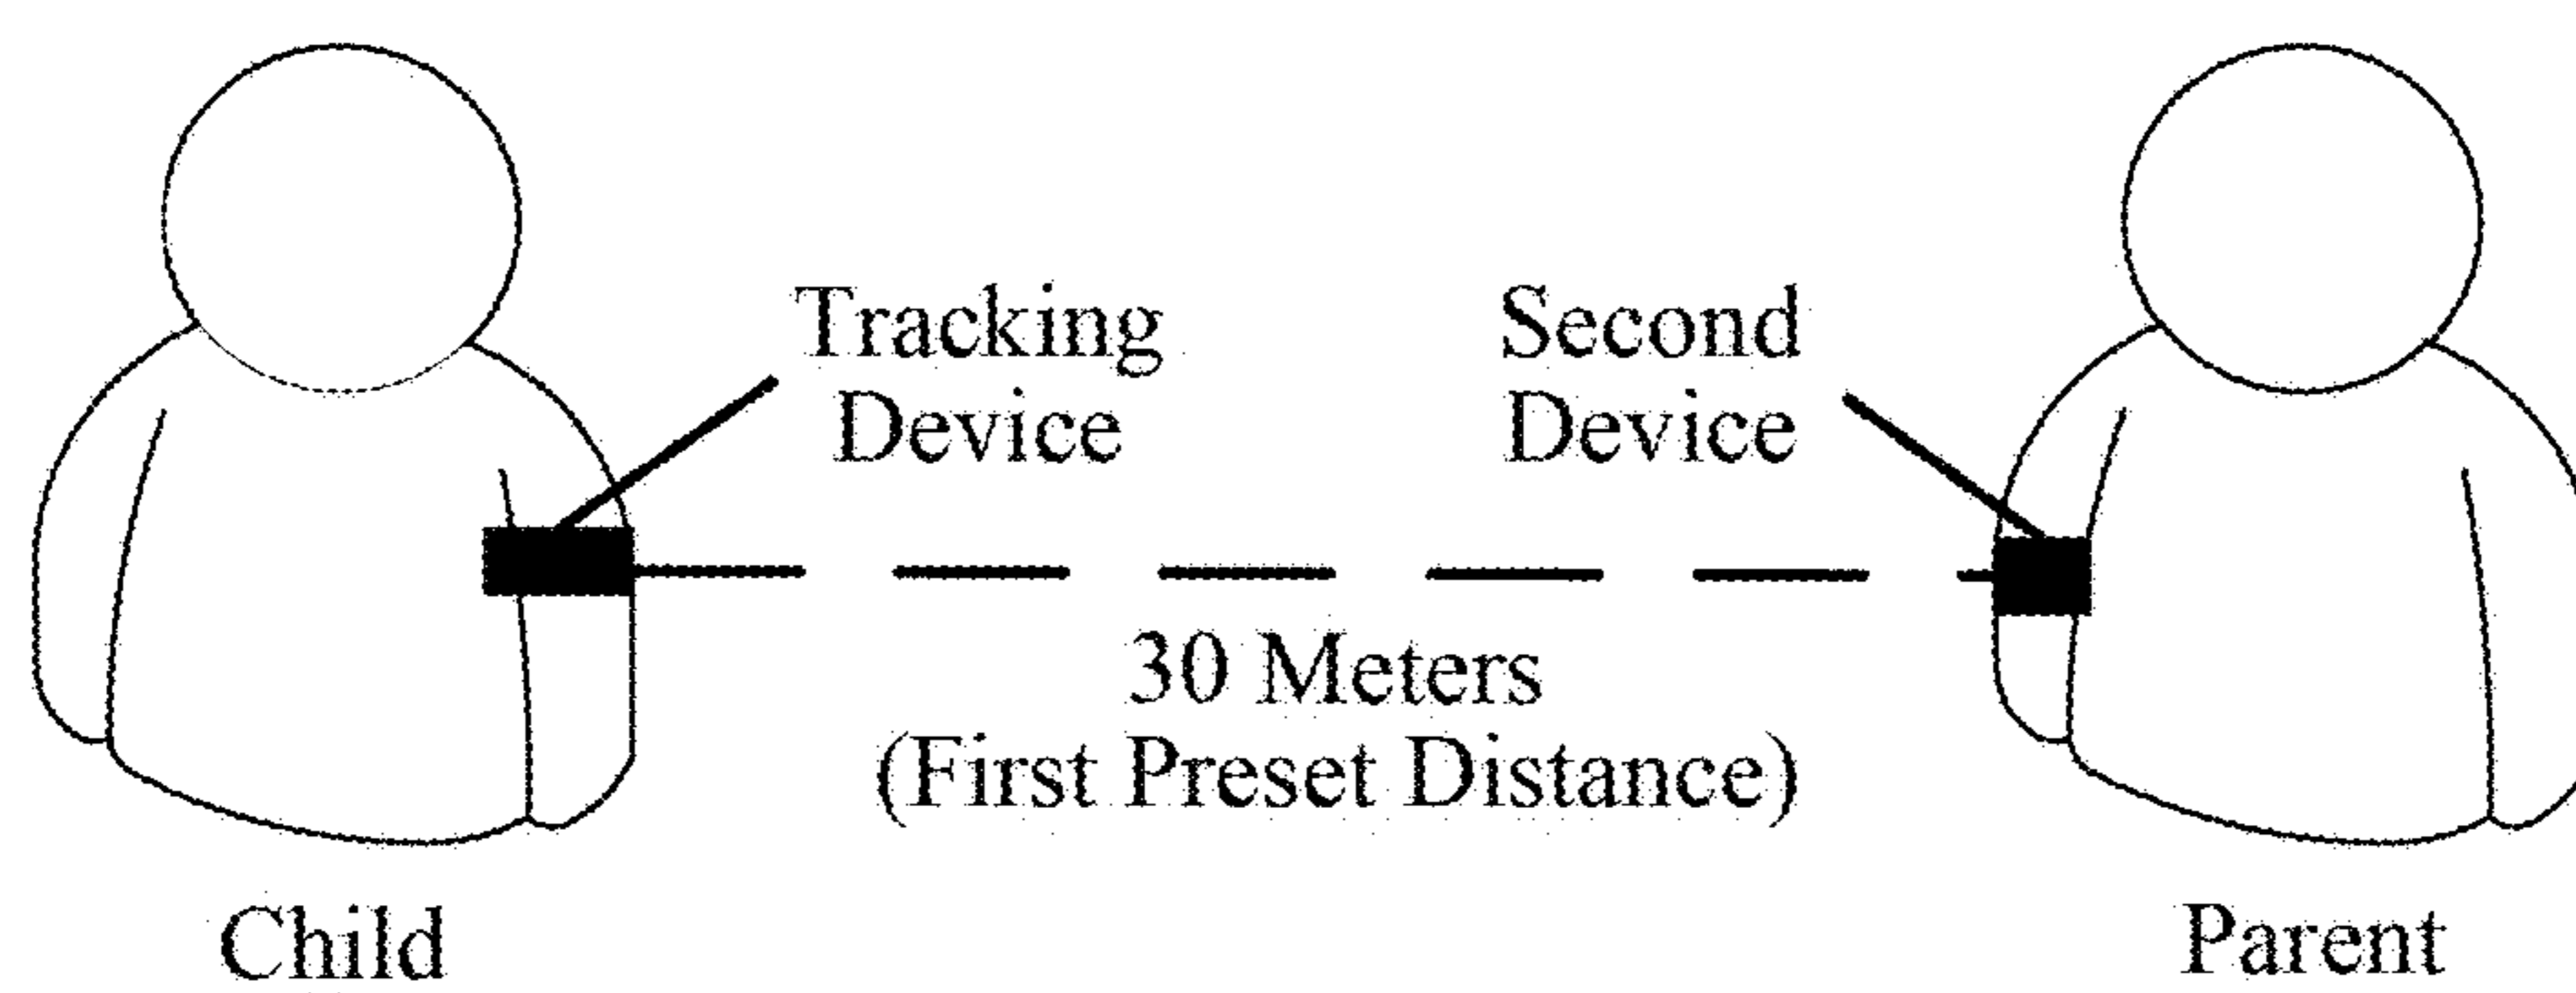 Tracking
Device
Second
Device
30 Meters
(First Preset Distance)
Child
Parent